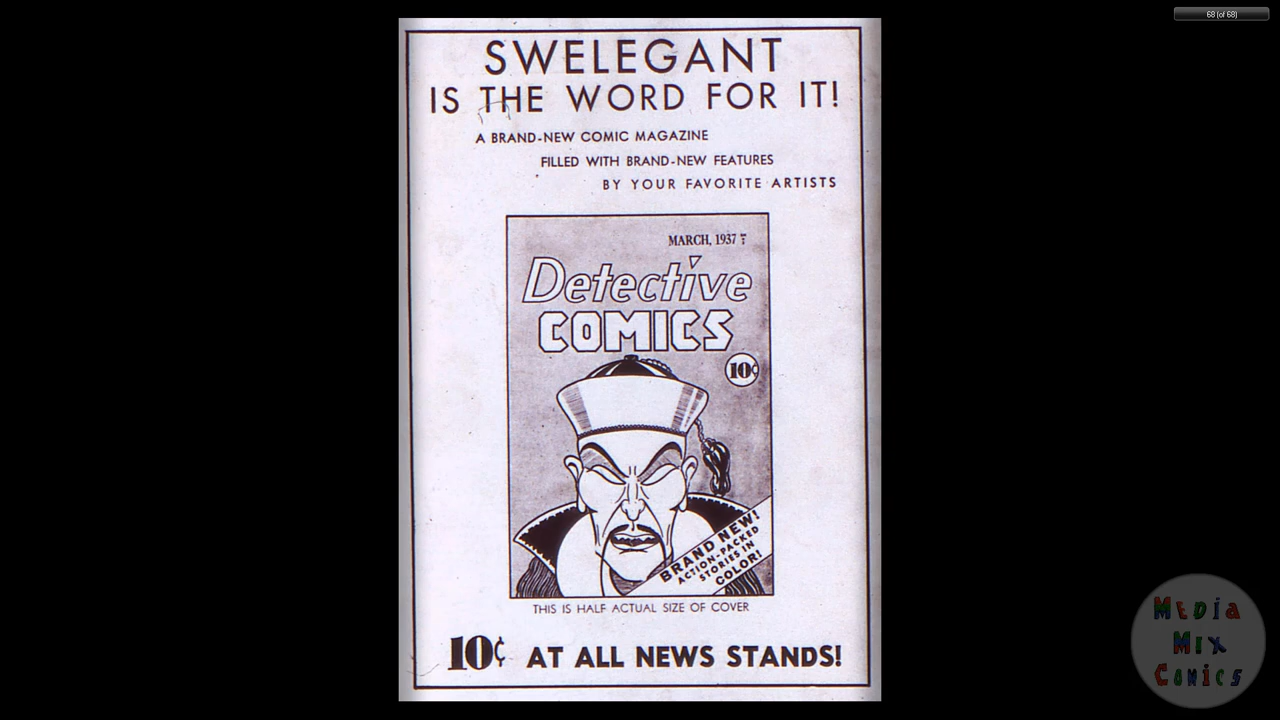 68 (of 68)
SWELEGANT
IS THE WORD FOR IT!
A BRAND-NEW COMIC MAGAZINE
FILLED WITH BRAND-NEW FEATURES
BY YOUR FAVORITE ARTISTS
MARCH, 1937
Detective
COMICS
10¢
BRAND NEW!
ACTION-PACKED
STORIES IN
COLOR!
THIS IS HALF ACTUAL SIZE OF COVER
10¢ AT ALL NEWS STANDS!
MEDiA
MiX
COMiCS